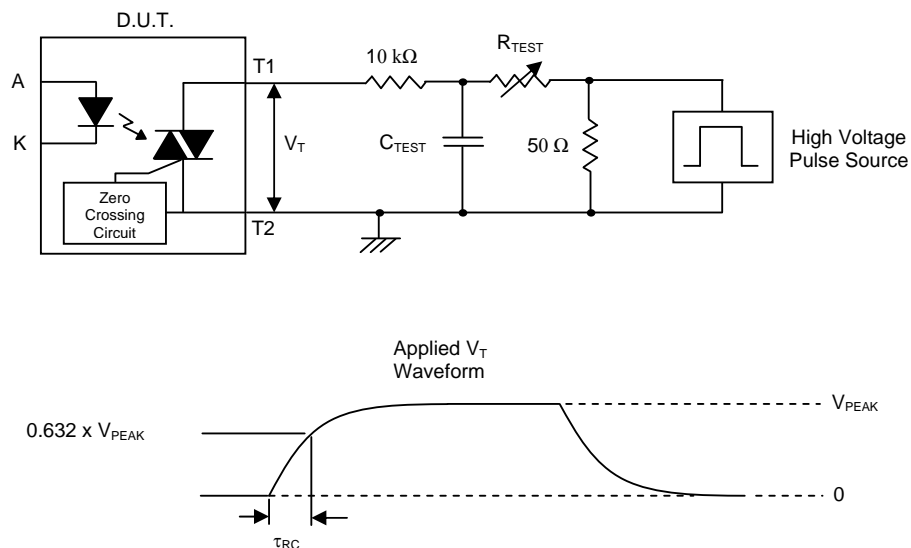 D.U.T.
A
K
T1
T2
Zero
Crossing
Circuit
V_T
10 kΩ
R_TEST
C_TEST
50 Ω
High Voltage
Pulse Source
Applied V_T
Waveform
0.632 x V_PEAK
V_PEAK
0
τ_RC